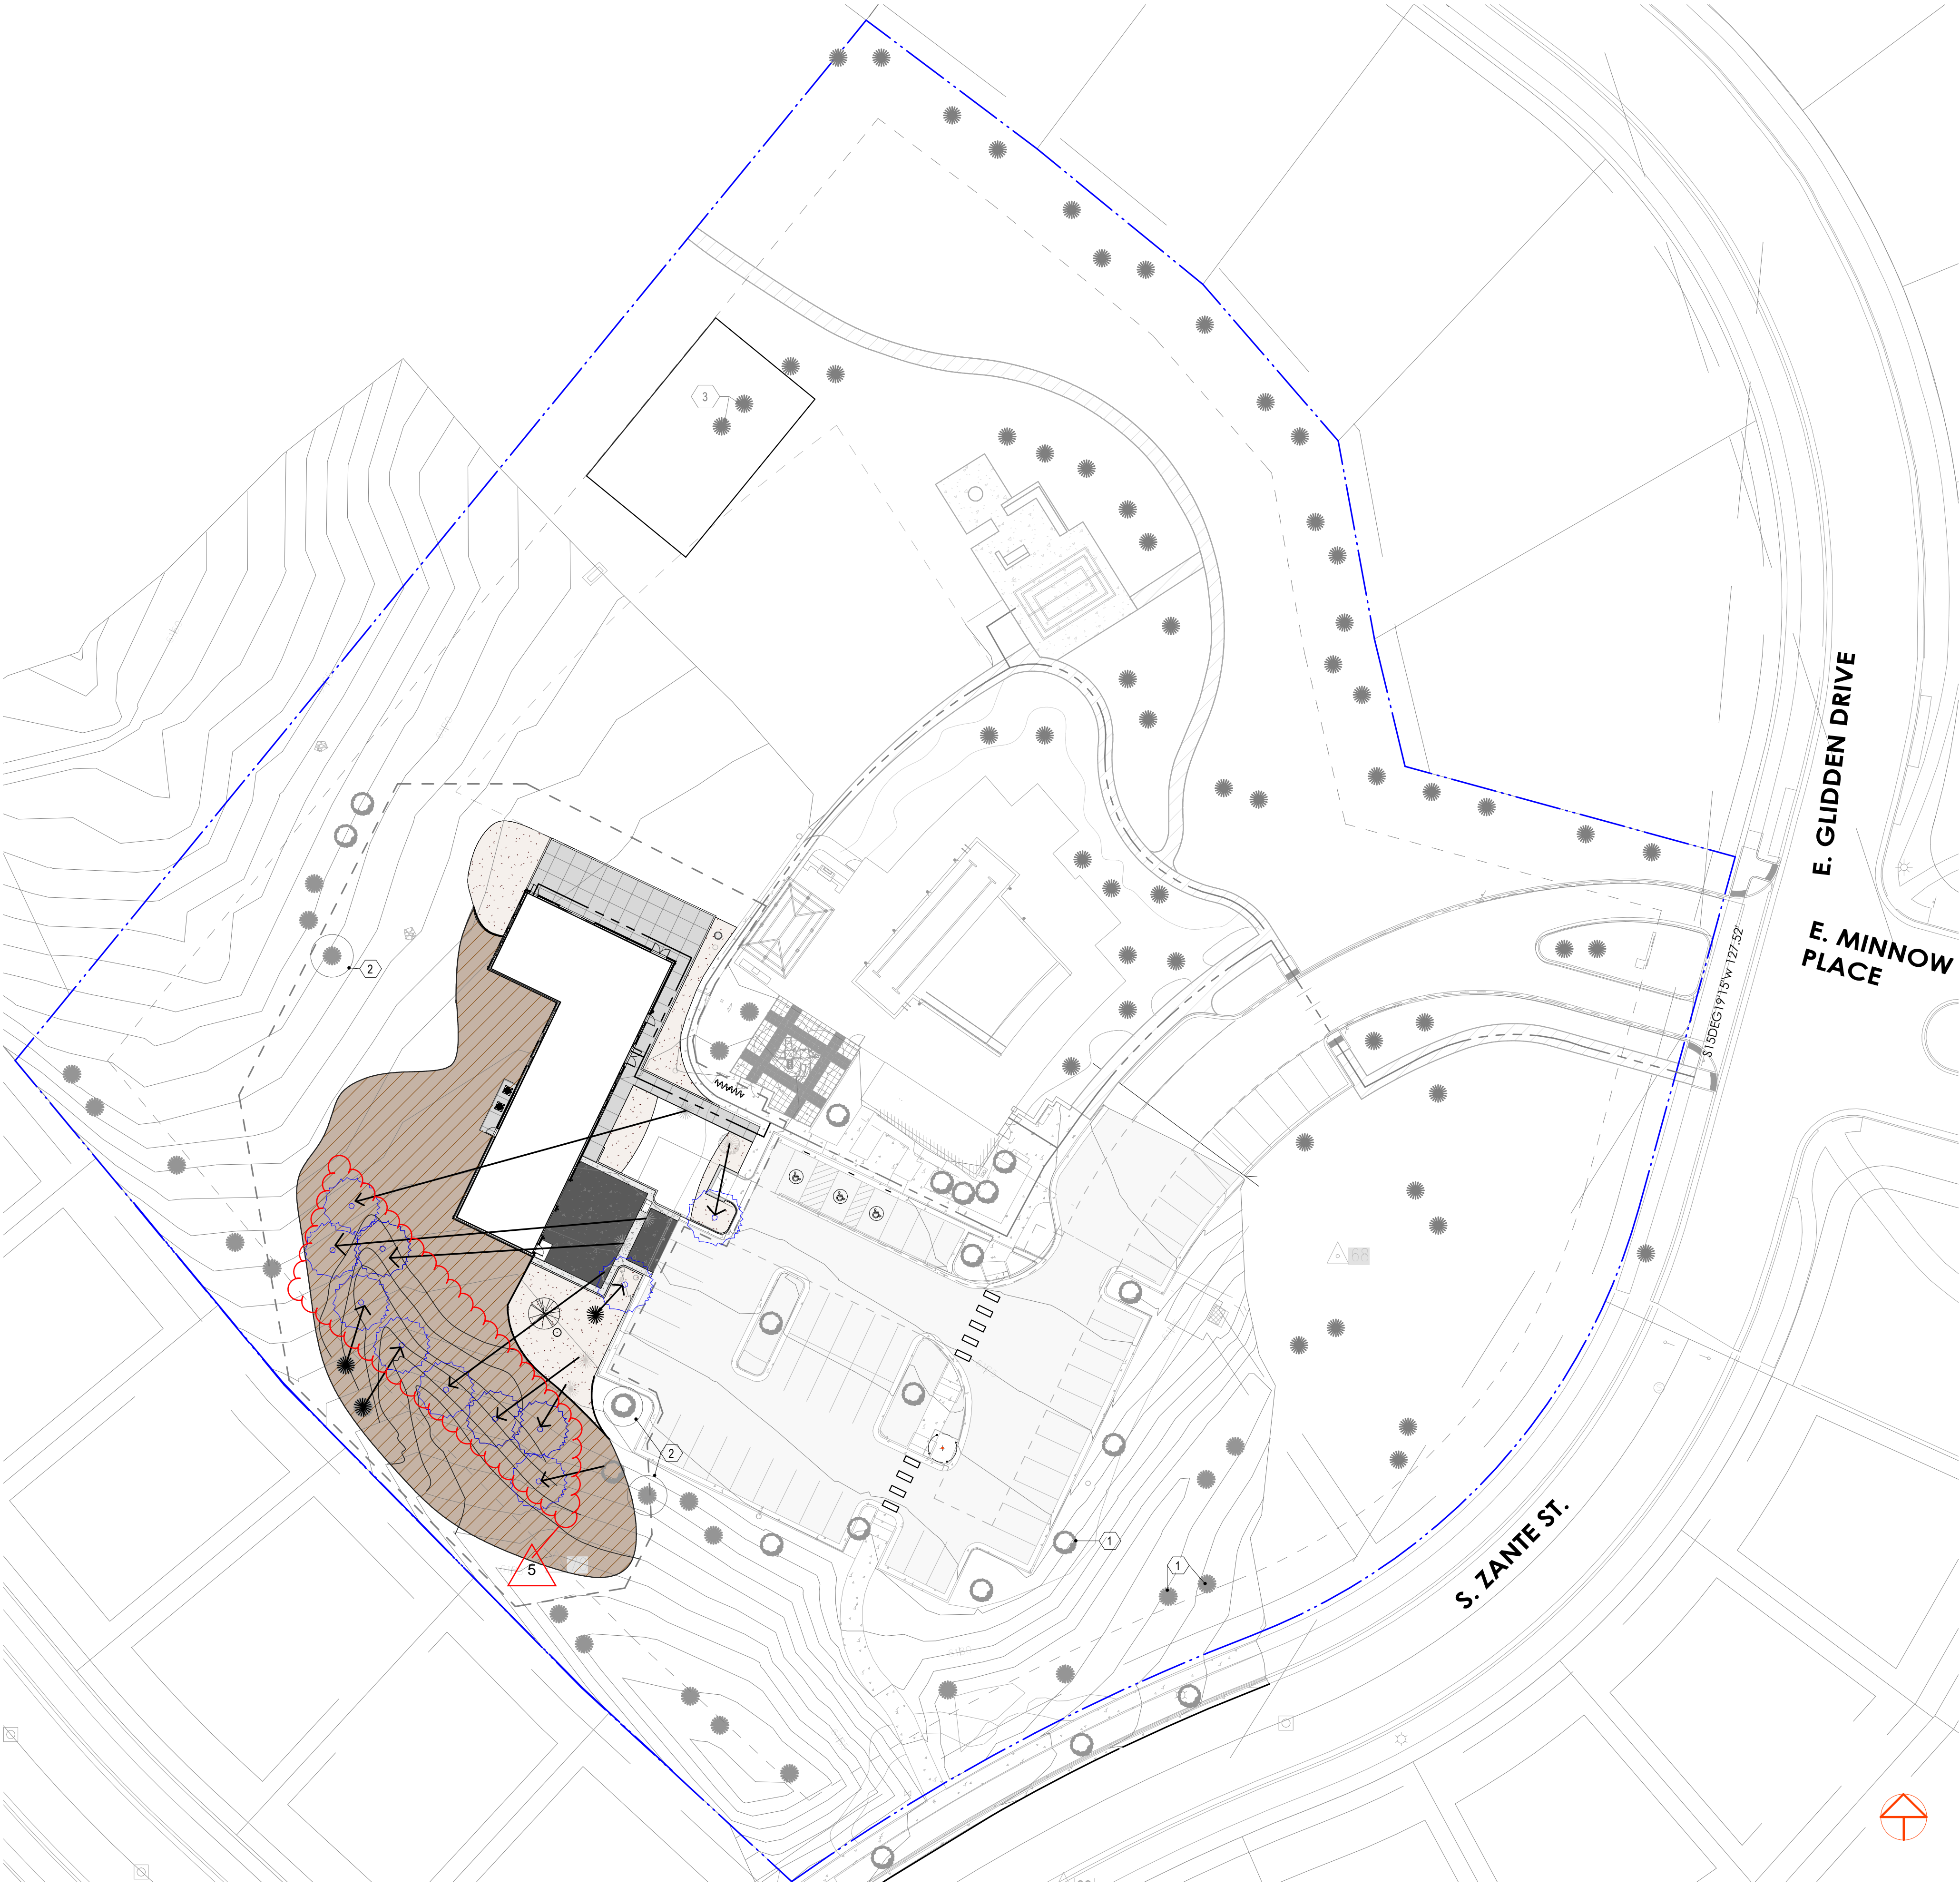 3
E. GLIDDEN DRIVE
E. MINNOW
PLACE
S15DEG19'15"W 127.52'
2
2
1
1
5
S. ZANTE ST.